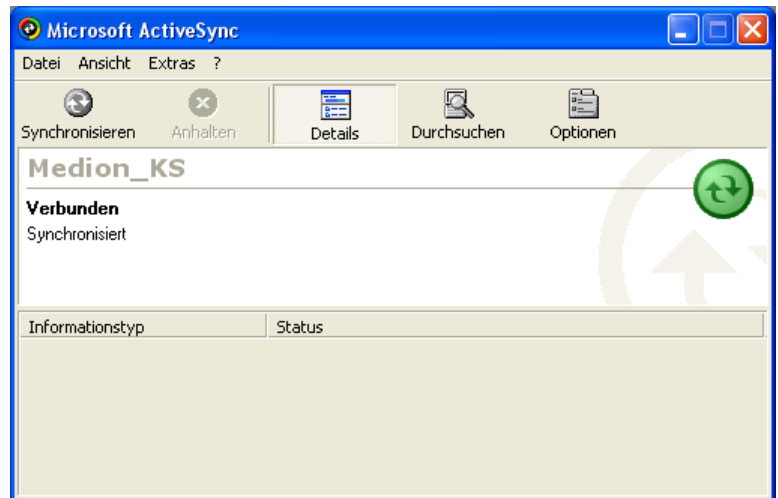 Microsoft ActiveSync
Datei Ansicht Extras ?
Synchronisieren Anhalten Details Durchsuchen Optionen
Medion_KS
Verbunden
Synchronisiert
Informationstyp Status